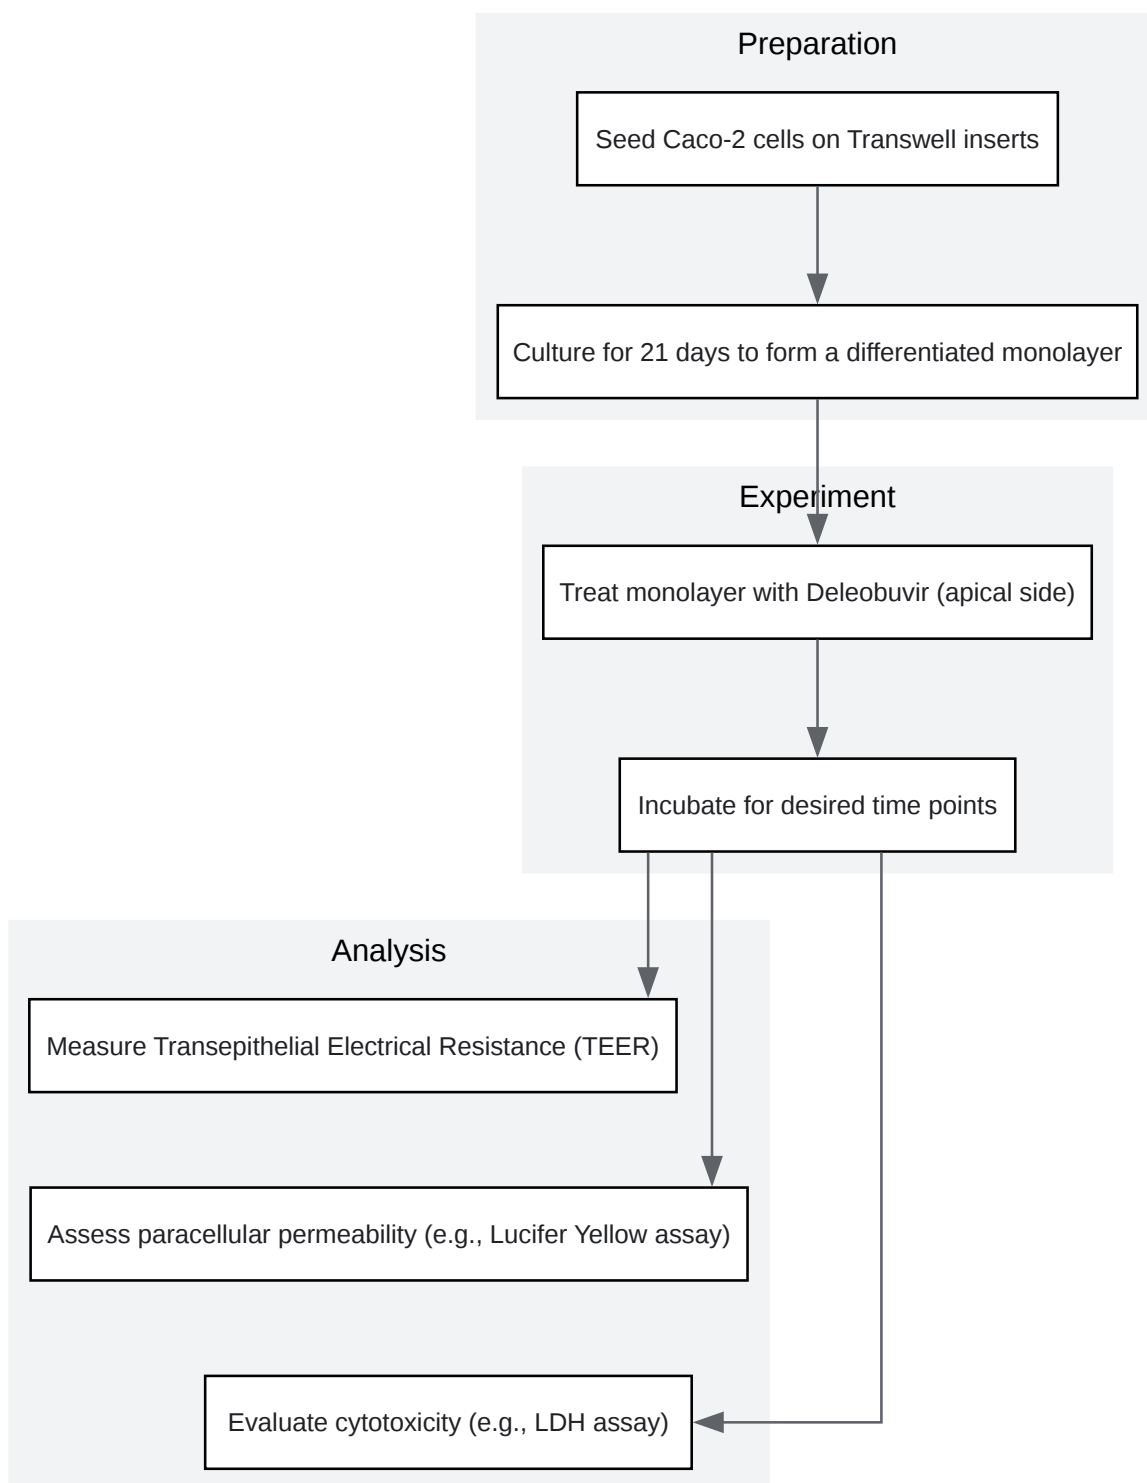 Preparation
Seed Caco-2 cells on Transwell inserts
Culture for 21 days to form a differentiated monolayer
Experiment
Treat monolayer with Deleobuvir (apical side)
Incubate for desired time points
Analysis
Measure Transepithelial Electrical Resistance (TEER)
Assess paracellular permeability (e.g., Lucifer Yellow assay)
Evaluate cytotoxicity (e.g., LDH assay)